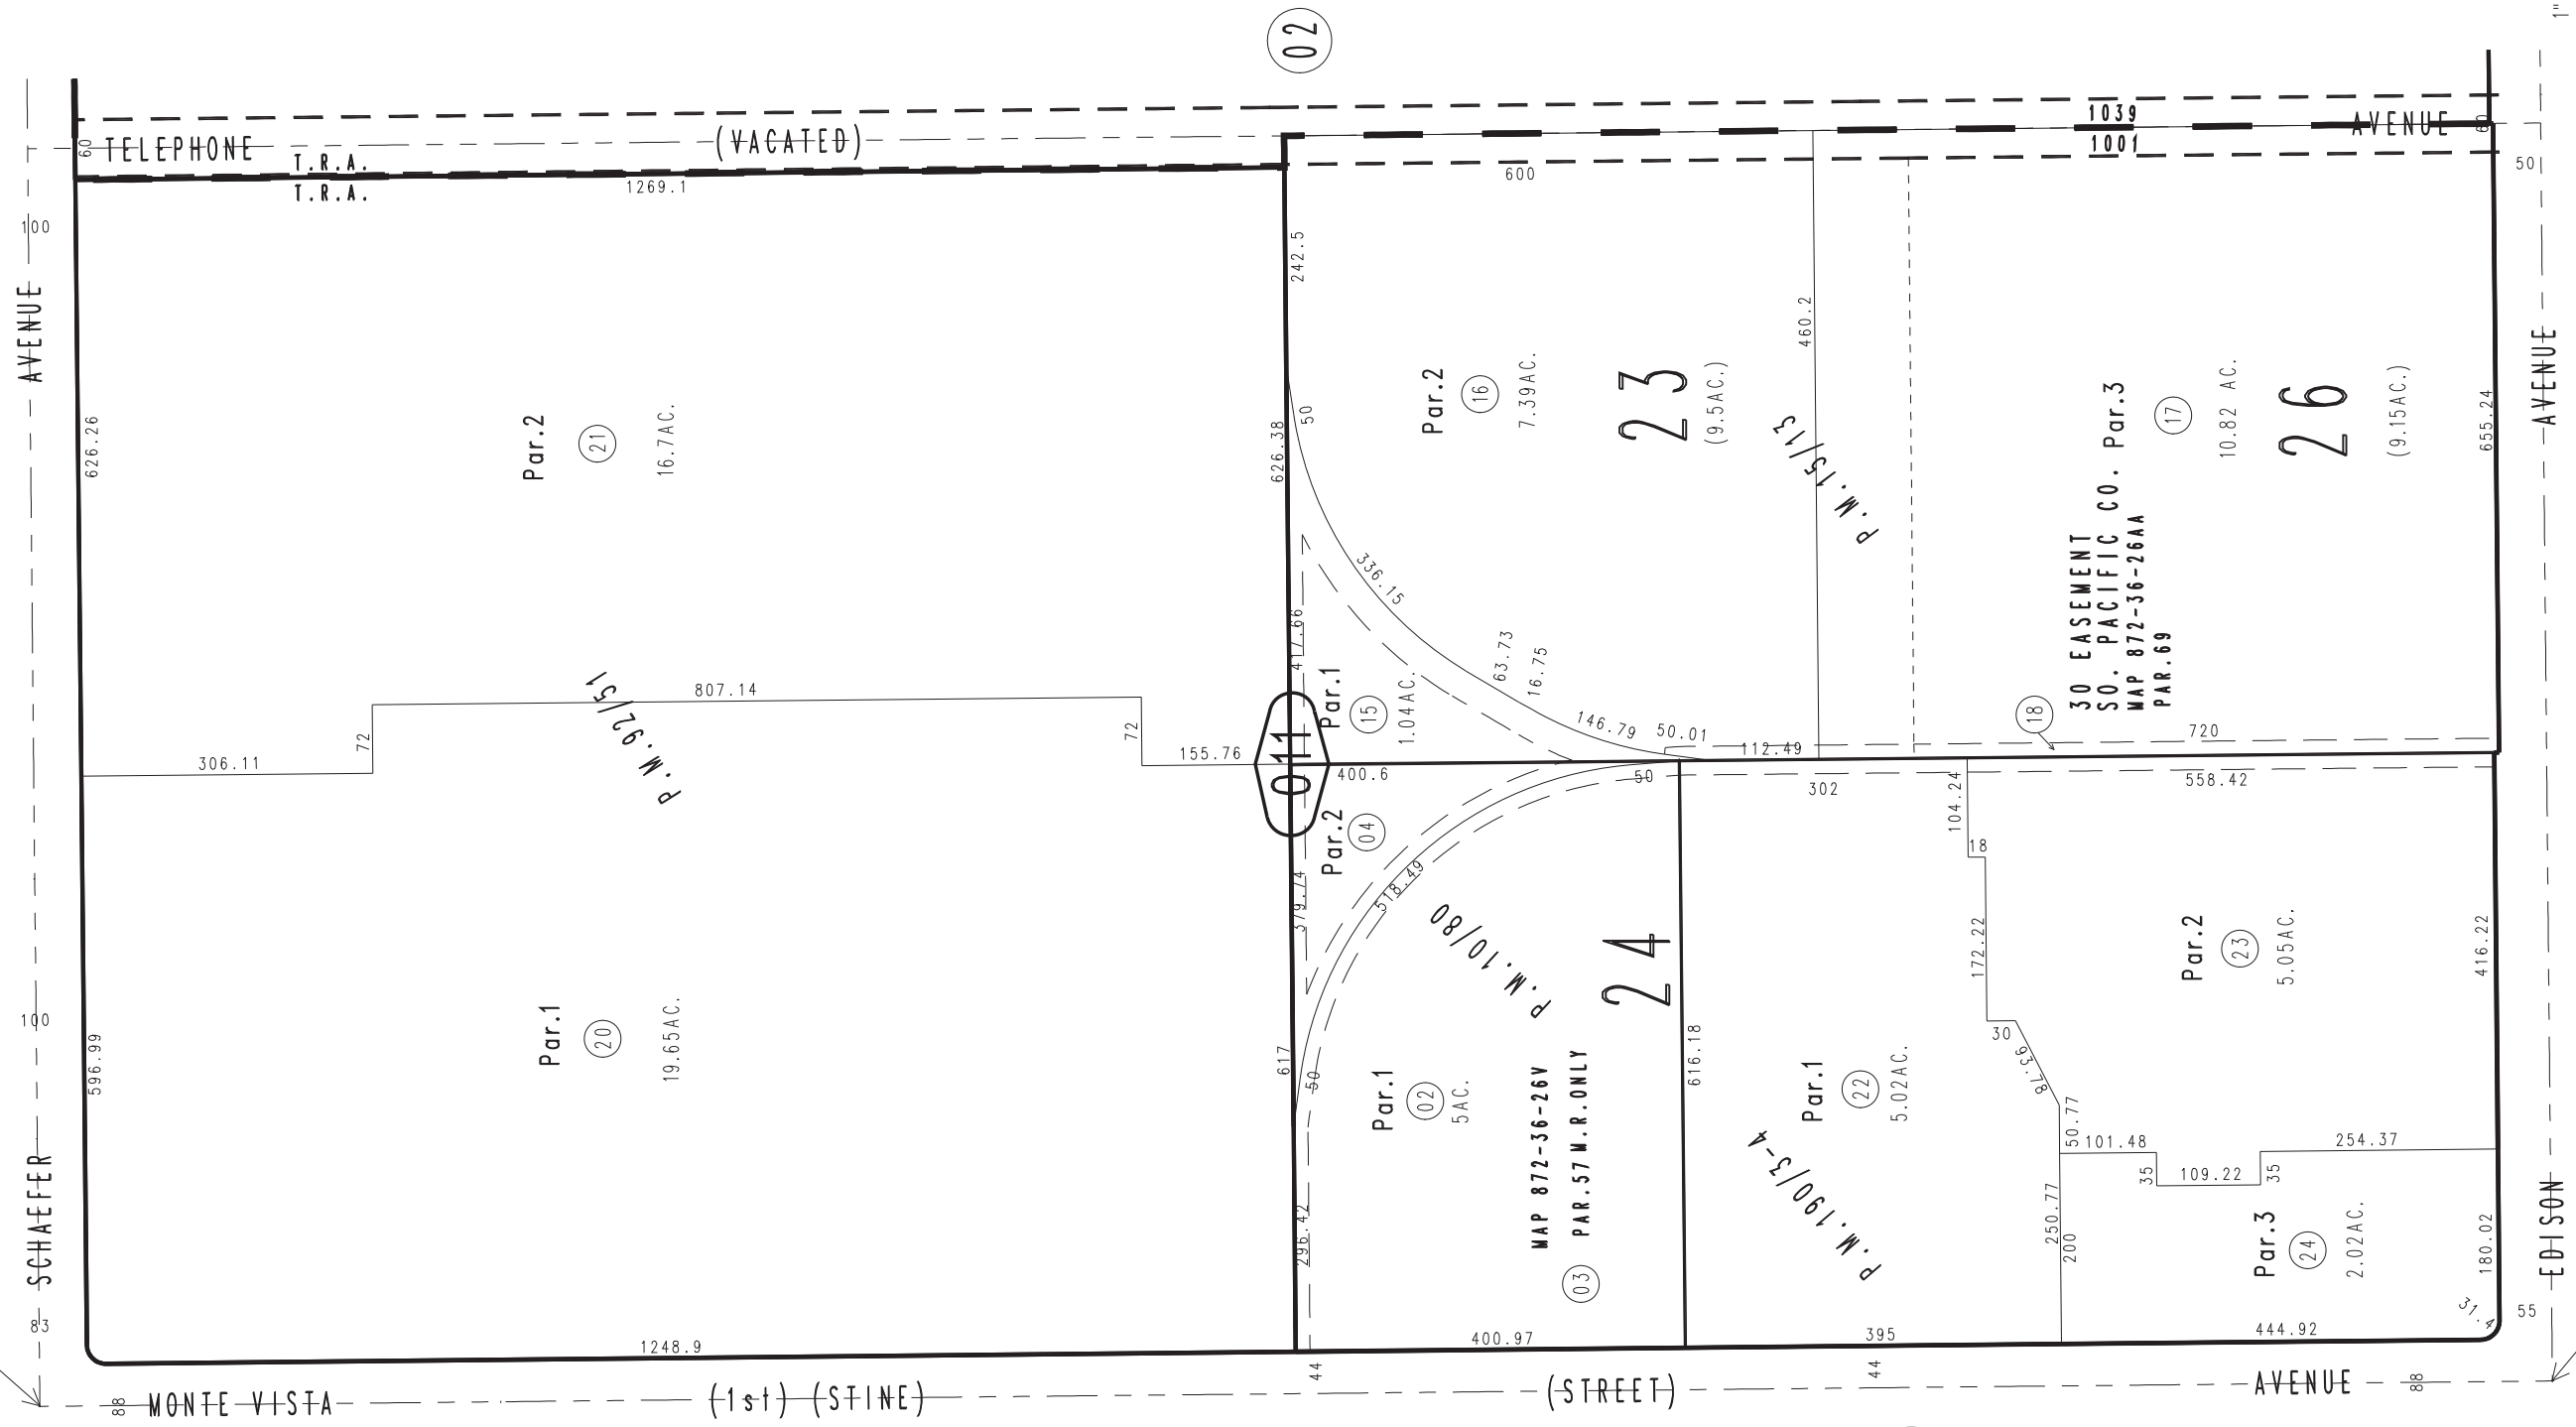 02
1"
TELEPHONE
(VACATED)
AVENUE
1039
1001
60
60
T.R.A.
T.R.A.
1269.1
600
50
100
AVENUE
626.26
Par.2
21
16.7AC.
242.5
626.38
50
336.15
417.66
63.73
16.75
146.79
50.01
112.49
Par.2
16
7.39AC.
23
(9.5AC.)
460.2
P.M.15/13
Par.3
17
10.82 AC.
26
(9.15AC.)
655.24
AVENUE
30 EASEMENT
SO. PACIFIC CO.
MAP 872-36-26AA
PAR.69
18
720
P.M.92/51
807.14
72
72
306.11
155.76
011
Par.1
15
1.04AC.
400.6
50
302
558.42
Par.2
04
379.74
518.49
P.M.10/80
24
104.24
18
172.22
30
93.78
50.77
Par.2
23
5.05AC.
416.22
100
596.99
Par.1
20
19.65AC.
617
50
296.42
Par.1
02
5AC.
MAP 872-36-26V
PAR.57 M.R.ONLY
03
616.18
Par.1
22
5.02AC.
P.M.190/3-4
101.48
35
109.22
35
254.37
250.77
200
Par.3
24
2.02AC.
180.02
31.4
55
SCHAEFER
EDISON
83
1248.9
400.97
395
444.92
44
44
88
88
MONTE VISTA
(1st) (STINE)
(STREET)
AVENUE